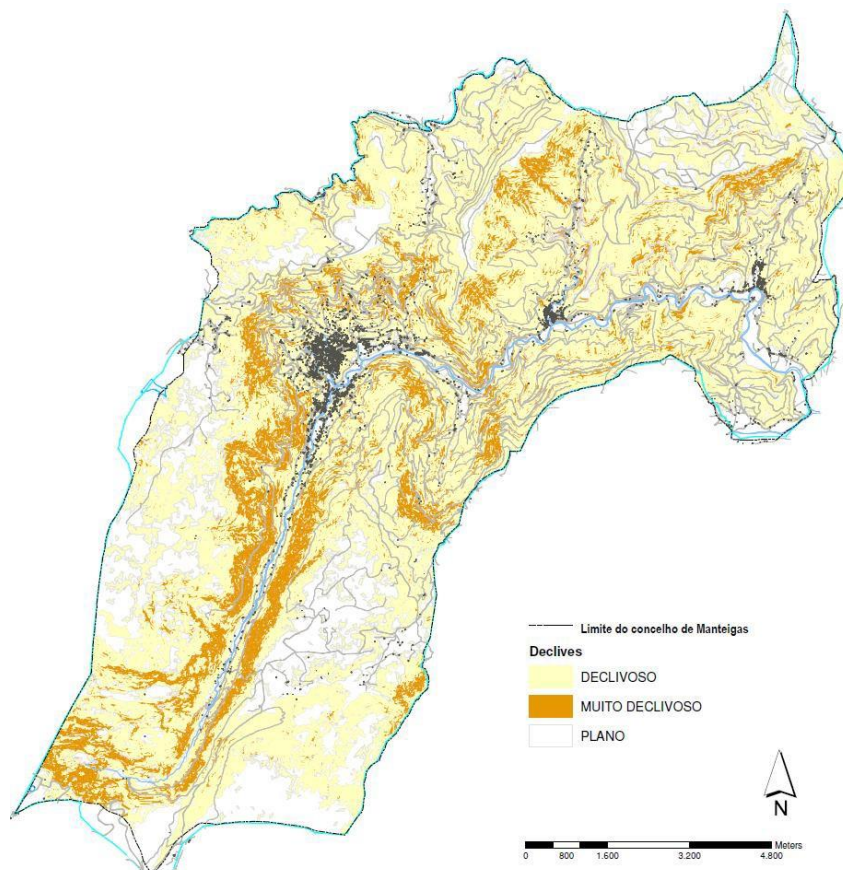 Limite do concelho de Manteigas
Declives
DECLIVOSO
MUITO DECLIVOSO
PLANO
N
Meters
0 800 1.600 3.200 4.800